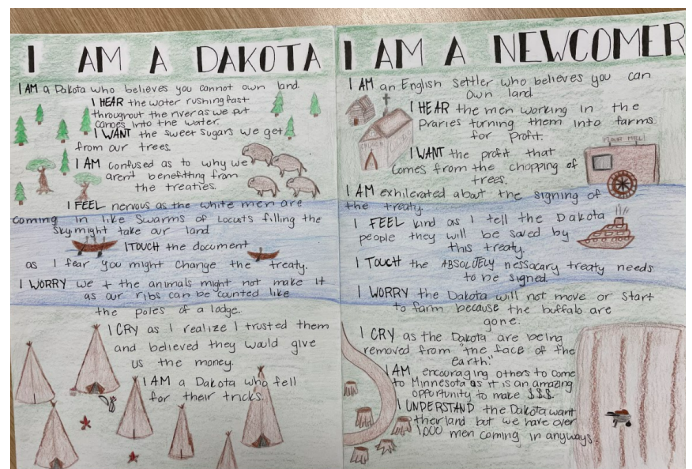 I AM A DAKOTA
I AM a Dakota who believes you cannot own land.
I HEAR the water rushing fast
throughout the river as we put
canoes into the water.
I WANT the sweet sugars we get
from our trees.
I AM confused as to why we
aren't benefitting from
the treaties.
I FEEL nervous as the white men are
coming in like swarms of locuts filling the
sky might take our land
I TOUCH the document
as I fear you might change the treaty.
I WORRY we + the animals might not make it
as our ribs can be counted like
the poles of a lodge.
I CRY as I realize I trusted them
and believed they would give
us the money.
I AM a Dakota who fell
for their tricks.
I AM A NEWCOMER
I AM an English settler who believes you can
own land
I HEAR the men working in the
praries turning them into farms
for profit.
CHURCH
I WANT the profit that
comes from the chopping of
trees.
MILL
I AM exhilerated about the signing of
the treaty.
I FEEL kind as I tell the Dakota
people they will be saved by
this treaty.
I TOUCH the ABSOLUTELY nessacary treaty needs
to be signed.
I WORRY the Dakota will not move or start
to farm because the buffalo are
gone.
I CRY as the Dakota are being
removed from "the face of the
earth."
I AM encouraging others to come
to Minnesota as it is an amazing
opportunity to make $$$.
I UNDERSTAND the Dakota want
their land but we have over
1000 men coming in anyways.